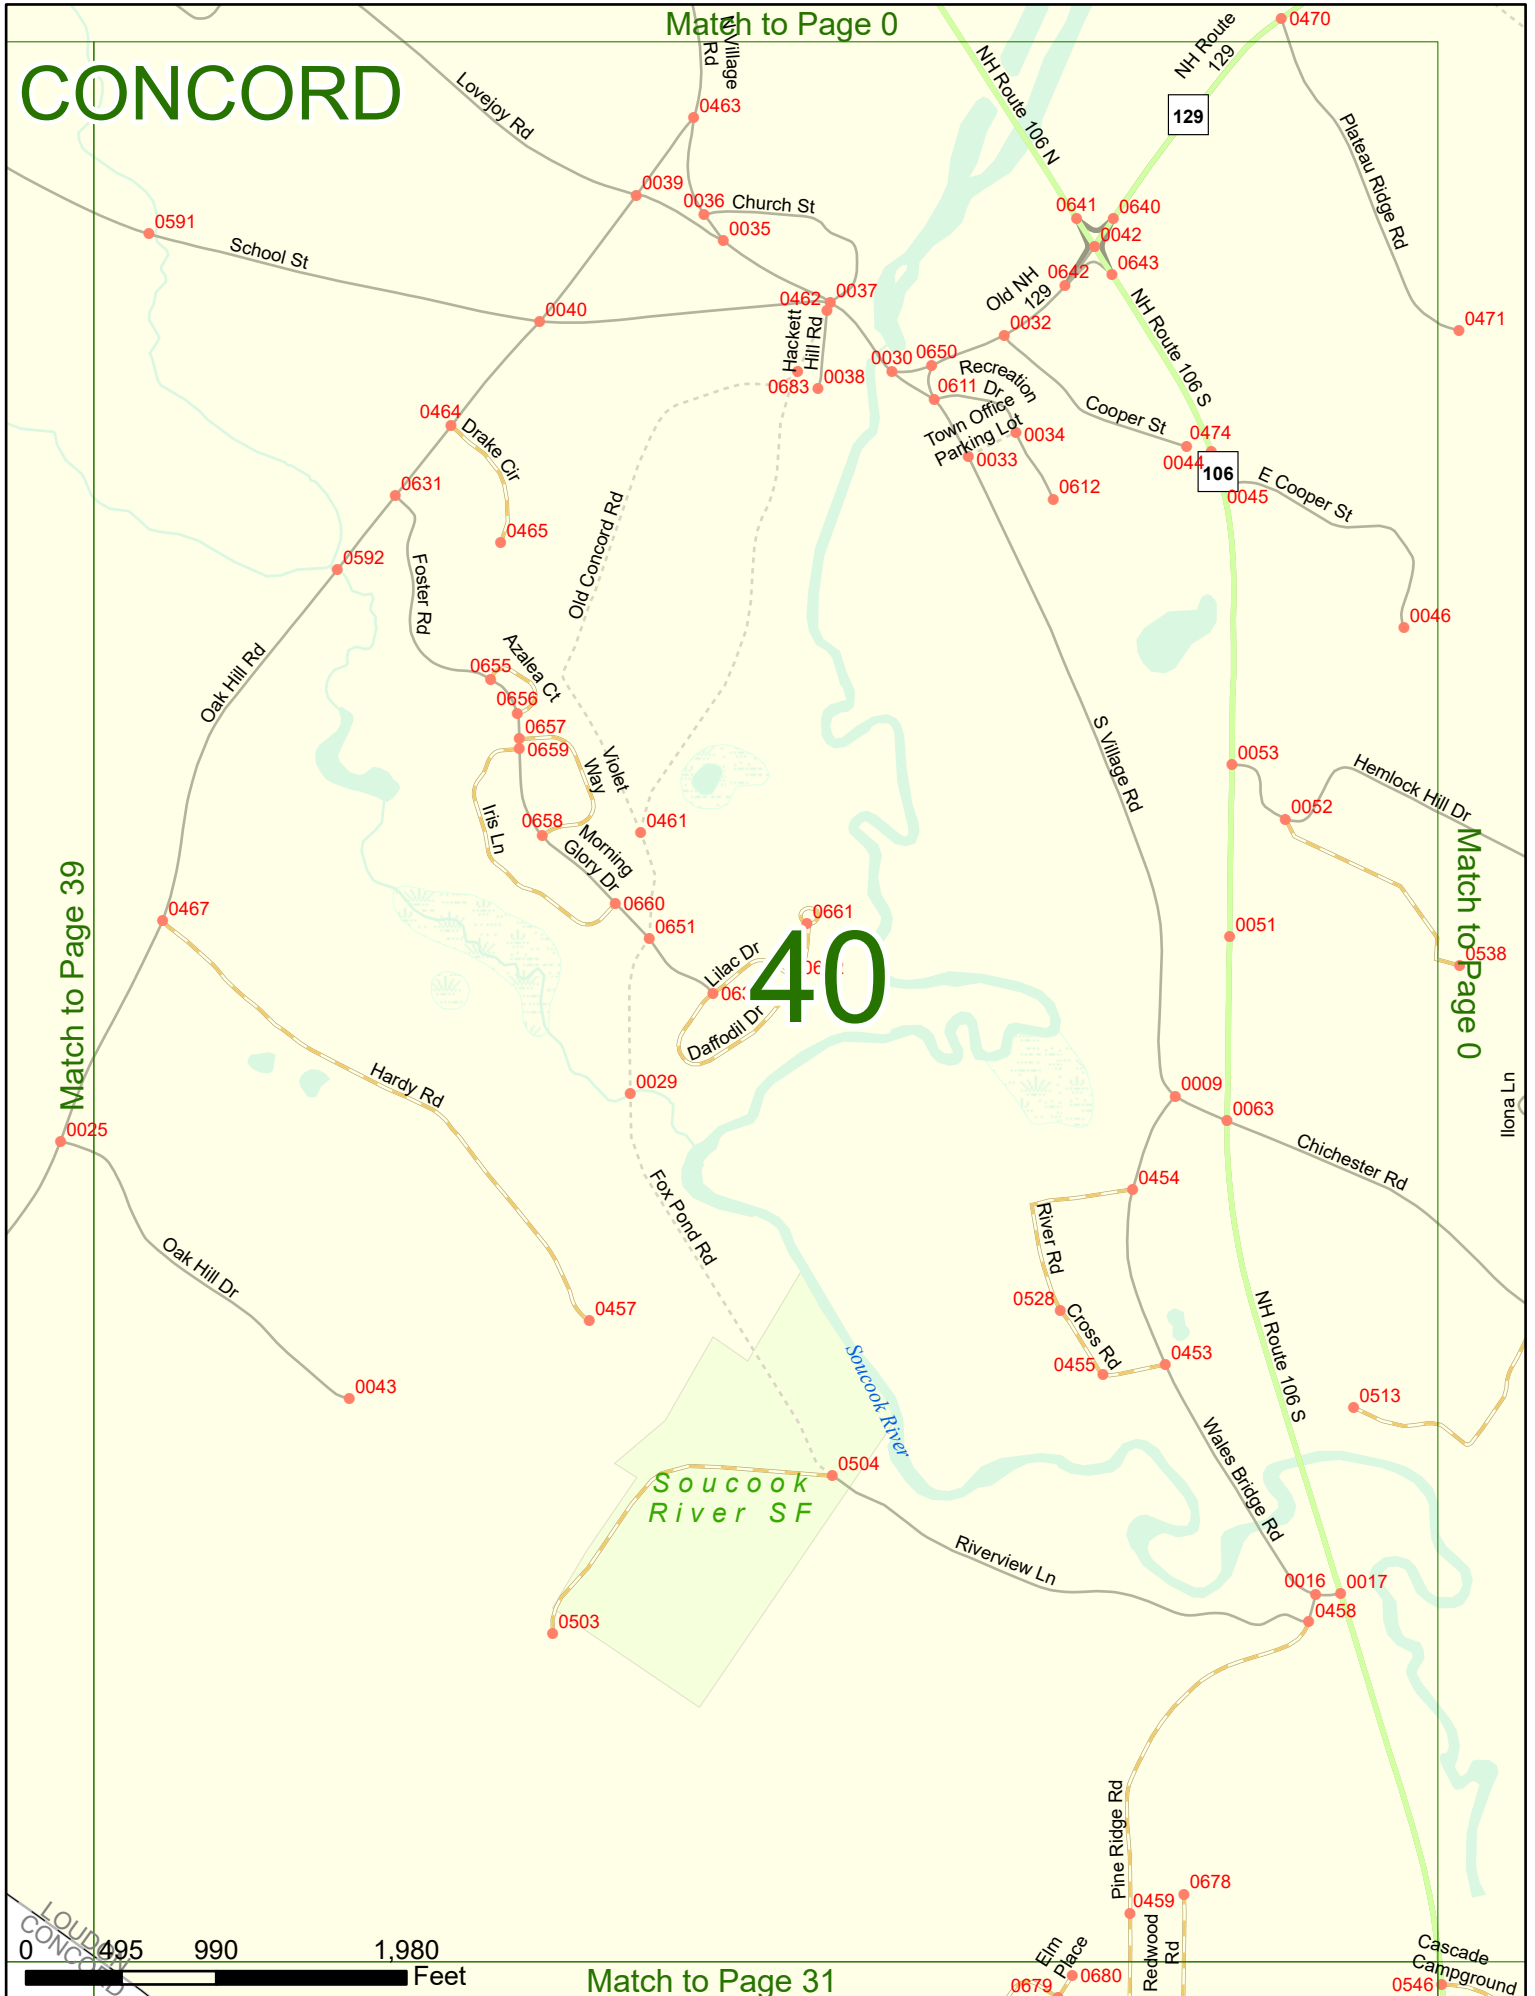 Match to Page 0
CONCORD
N Village
Rd
NH Route
129
0470
Lovejoy Rd
NH Route 106 N
129
0463
Plateau Ridge Rd
0039
0036
Church St
0035
0641
0640
0042
0643
0642
0591
School St
Old NH
129
0040
0462
0037
Hackett
Hill Rd
0032
NH Route 106 S
0471
0030
0650
Recreation
Dr
0683
0038
0611
Town Office
Parking Lot
0034
0033
Cooper St
0474
0044
106
0045
E Cooper St
0464
Drake Cir
0631
0465
0612
Old Concord Rd
0592
Foster Rd
0046
Oak Hill Rd
Azalea Ct
0655
0656
0657
0659
Violet
Way
S Village Rd
0053
Hemlock Hill Dr
0052
Iris Ln
0658
Morning
Glory Dr
0461
Match to Page 39
0467
0660
0661
0651
40
Lilac Dr
Daffodil Dr
0051
0538
Match to Page 0
Hardy Rd
0029
0009
0063
Ilona Ln
0025
Chichester Rd
Fox Pond Rd
0454
River Rd
Oak Hill Dr
0457
0528
Cross Rd
0455
0453
NH Route 106 S
0043
Soucook River
0513
Wales Bridge Rd
0504
Soucook
River SF
Riverview Ln
0016
0017
0458
0503
Pine Ridge Rd
0678
0459
Redwood
Rd
LOUDON
CONCORD
0 495 990 1,980
Feet
Match to Page 31
Elm
Place
0680
0679
Cascade
Campground
0546